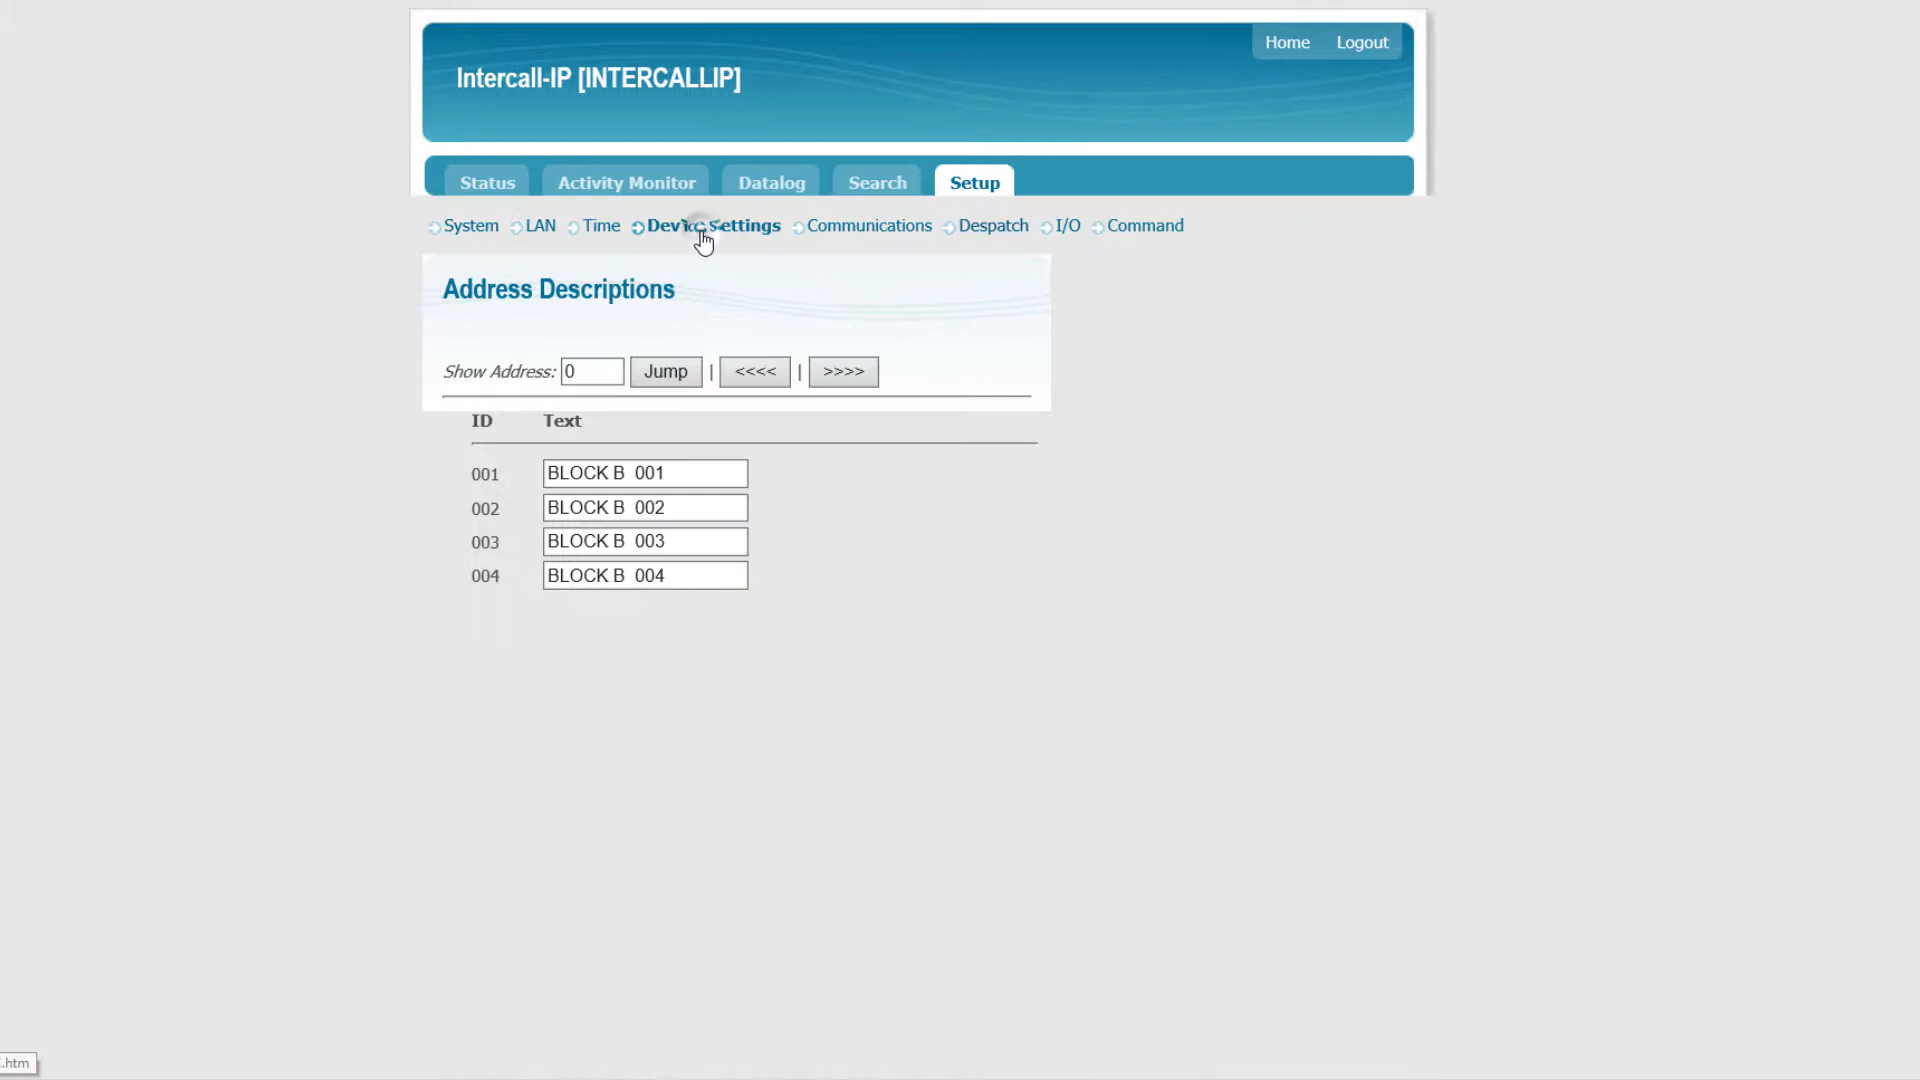 Home Logout
Intercall-IP [INTERCALLIP]
Status Activity Monitor Datalog Search Setup
System LAN Time Device Settings Communications Despatch I/O Command
Address Descriptions
Show Address: 0 Jump | <<<< | >>>>
ID Text
001 BLOCK B 001
002 BLOCK B 002
003 BLOCK B 003
004 BLOCK B 004
.htm